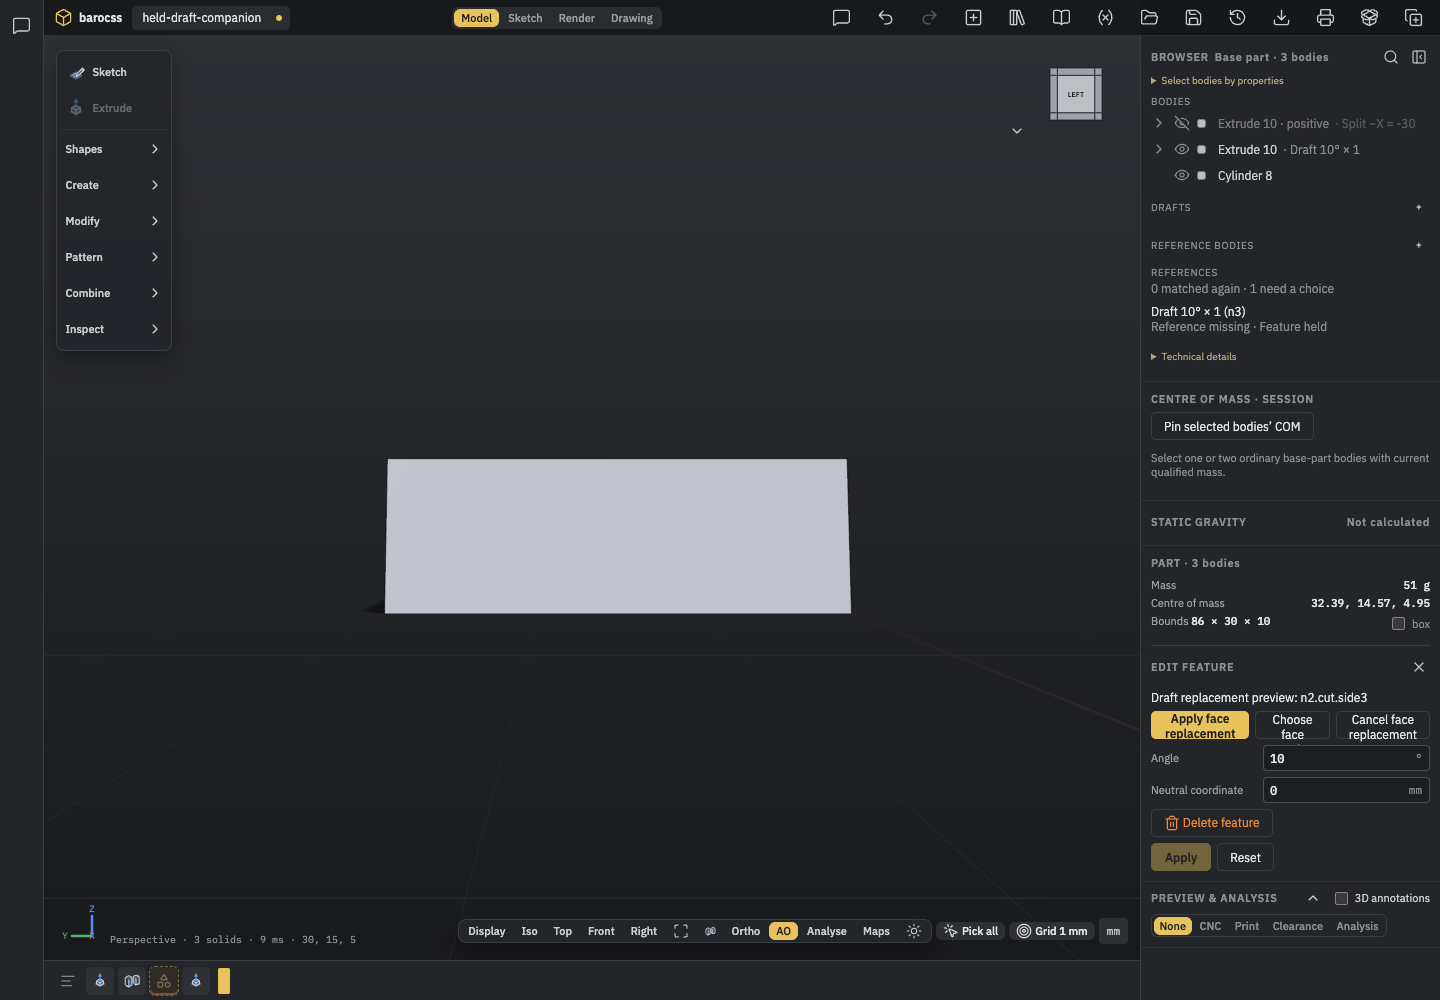 barocss
held-draft-companion
Model
Sketch
Render
Drawing
Sketch
Extrude
Shapes
Create
Modify
Pattern
Combine
Inspect
LEFT
BROWSER Base part · 3 bodies
Select bodies by properties
BODIES
Extrude 10 · positive · Split –X = -30
Extrude 10 · Draft 10° × 1
Cylinder 8
DRAFTS
REFERENCE BODIES
REFERENCES
0 matched again · 1 need a choice
Draft 10° × 1 (n3)
Reference missing · Feature held
Technical details
CENTRE OF MASS · SESSION
Pin selected bodies’ COM
Select one or two ordinary base-part bodies with current
qualified mass.
STATIC GRAVITY Not calculated
PART · 3 bodies
Mass 51 g
Centre of mass 32.39, 14.57, 4.95
Bounds 86 × 30 × 10 box
EDIT FEATURE
Draft replacement preview: n2.cut.side3
Apply face
replacement
Choose
face
Cancel face
replacement
Angle 10 °
Neutral coordinate 0 mm
Delete feature
Apply Reset
PREVIEW & ANALYSIS 3D annotations
None CNC Print Clearance Analysis
Z
Y
Perspective · 3 solids · 9 ms · 30, 15, 5
Display Iso Top Front Right Ortho AO Analyse Maps Pick all Grid 1 mm mm